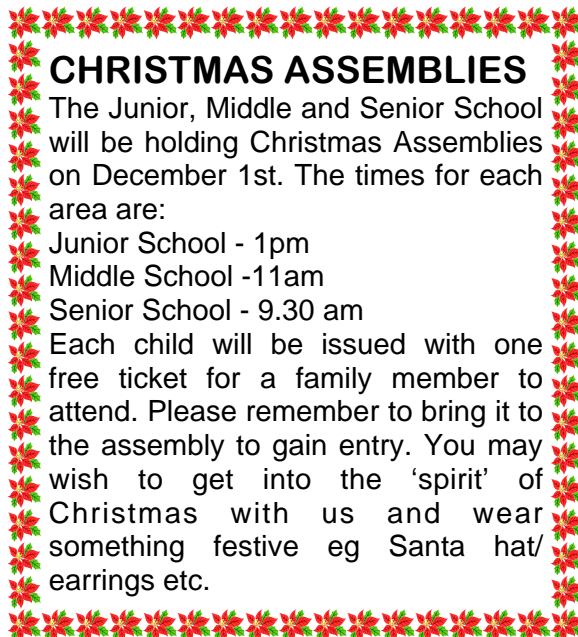 CHRISTMAS ASSEMBLIES
The Junior, Middle and Senior School
will be holding Christmas Assemblies
on December 1st. The times for each
area are:
Junior School - 1pm
Middle School -11am
Senior School - 9.30 am
Each child will be issued with one
free ticket for a family member to
attend. Please remember to bring it to
the assembly to gain entry. You may
wish to get into the ‘spirit’ of
Christmas with us and wear
something festive eg Santa hat/
earrings etc.